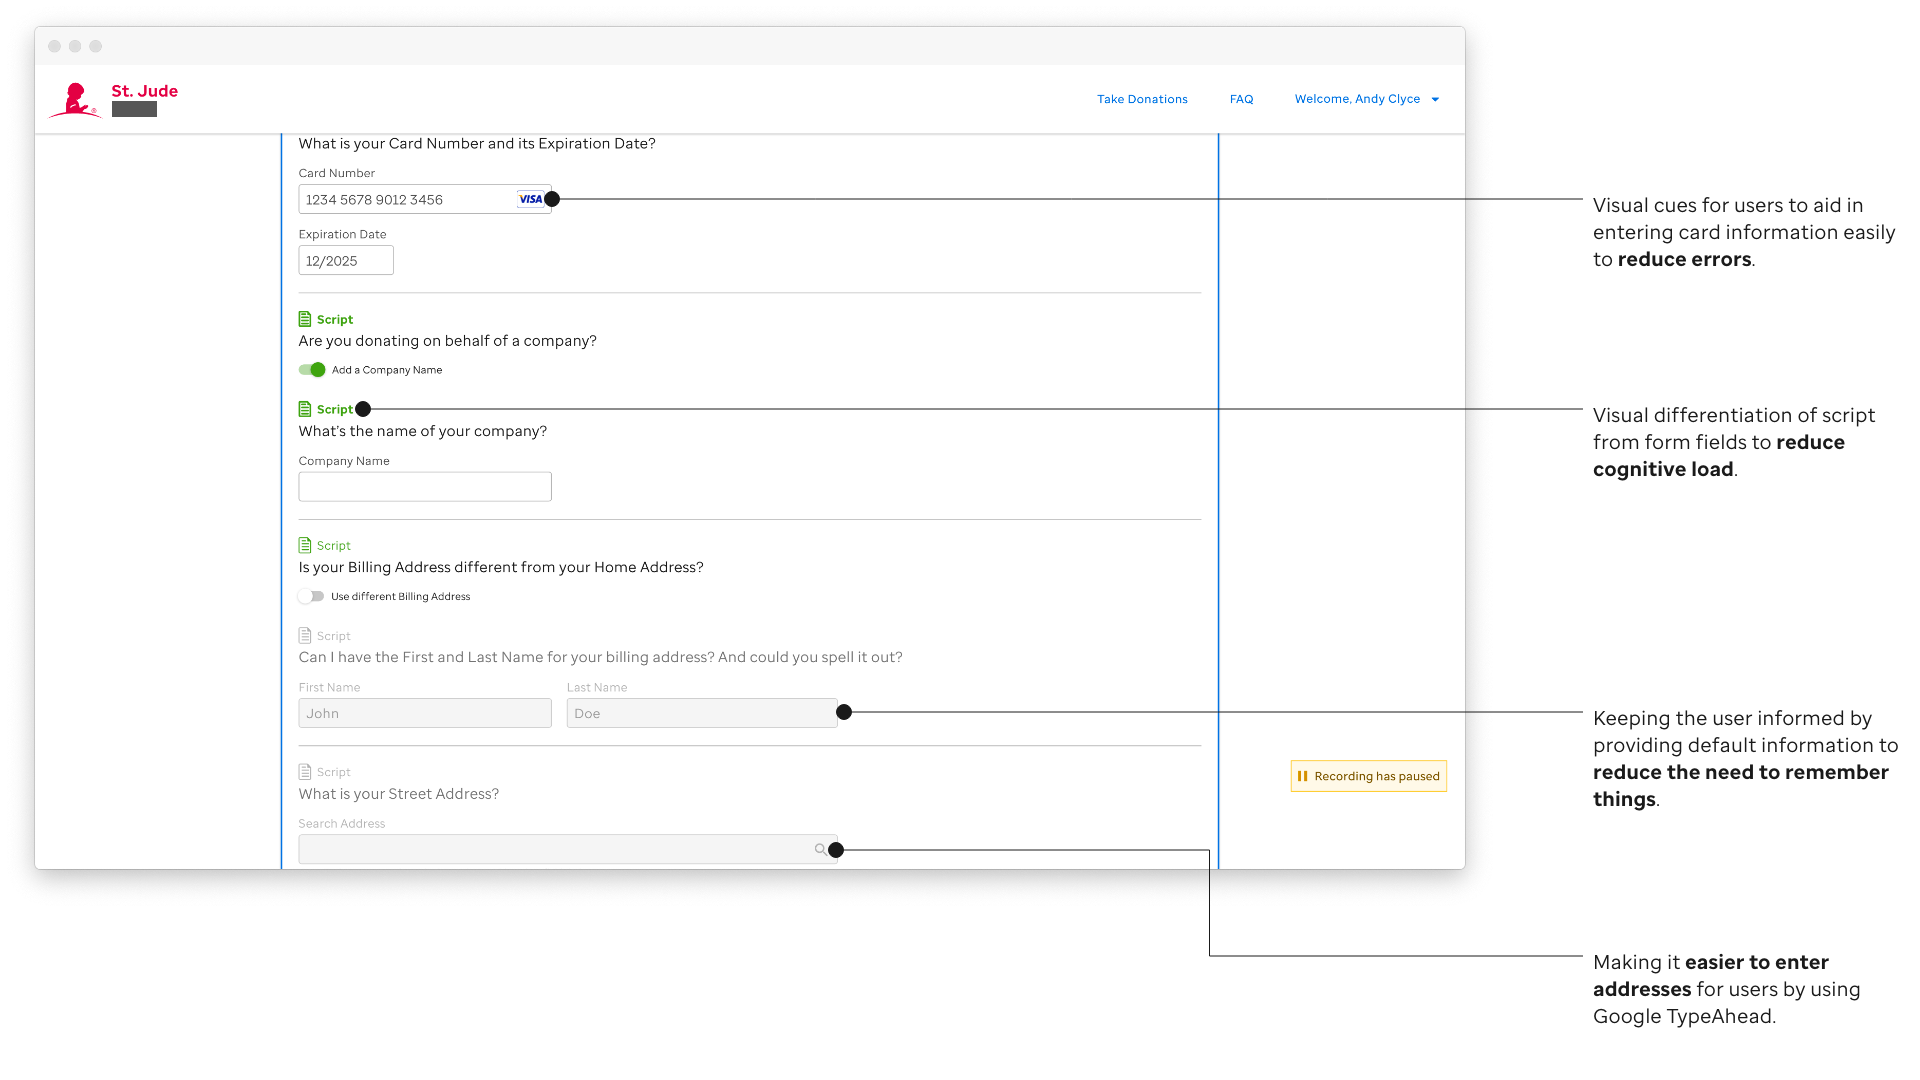 St. Jude
Take Donations
FAQ
Welcome, Andy Clyce
What is your Card Number and its Expiration Date?
Card Number
1234 5678 9012 3456
VISA
Expiration Date
12/2025
Script
Are you donating on behalf of a company?
Add a Company Name
Script
What's the name of your company?
Company Name
Script
Is your Billing Address different from your Home Address?
Use different Billing Address
Script
Can I have the First and Last Name for your billing address? And could you spell it out?
First Name
Last Name
John
Doe
Script
What is your Street Address?
Search Address
Recording has paused
Visual cues for users to aid in
entering card information easily
to reduce errors.
Visual differentiation of script
from form fields to reduce
cognitive load.
Keeping the user informed by
providing default information to
reduce the need to remember
things.
Making it easier to enter
addresses for users by using
Google TypeAhead.